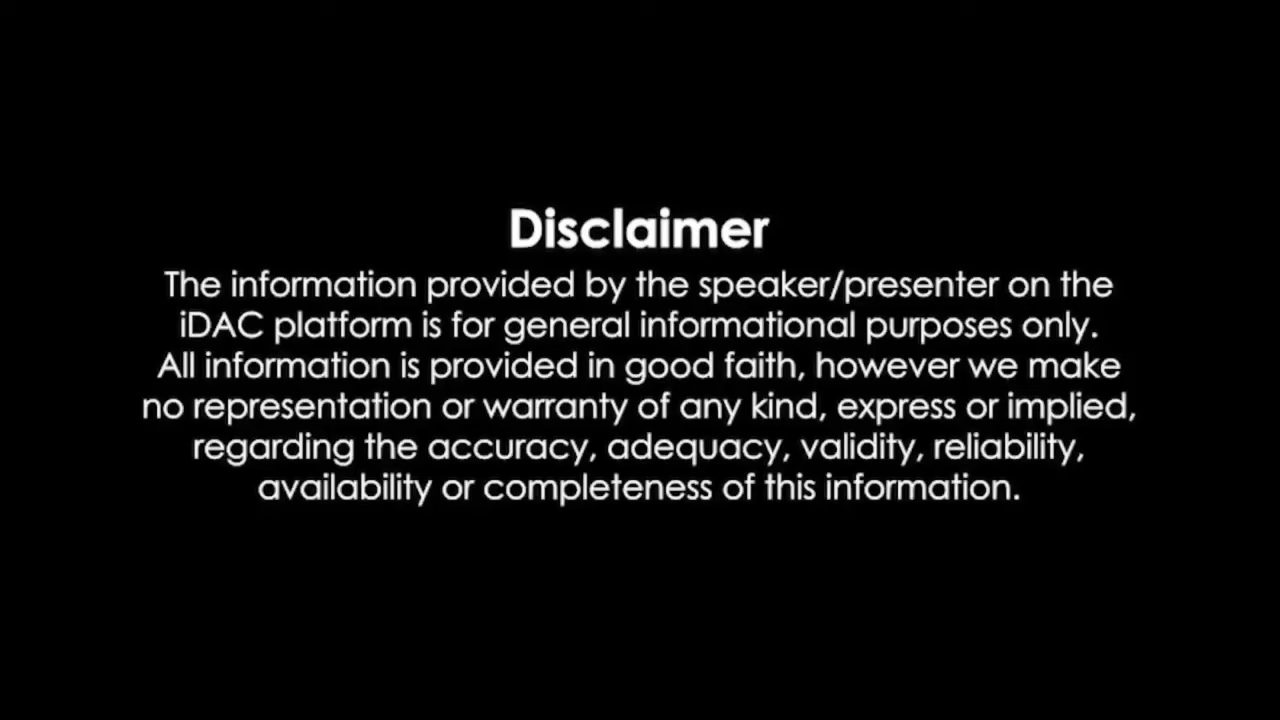 Disclaimer
The information provided by the speaker/presenter on the
iDAC platform is for general informational purposes only.
All information is provided in good faith, however we make
no representation or warranty of any kind, express or implied,
regarding the accuracy, adequacy, validity, reliability,
availability or completeness of this information.